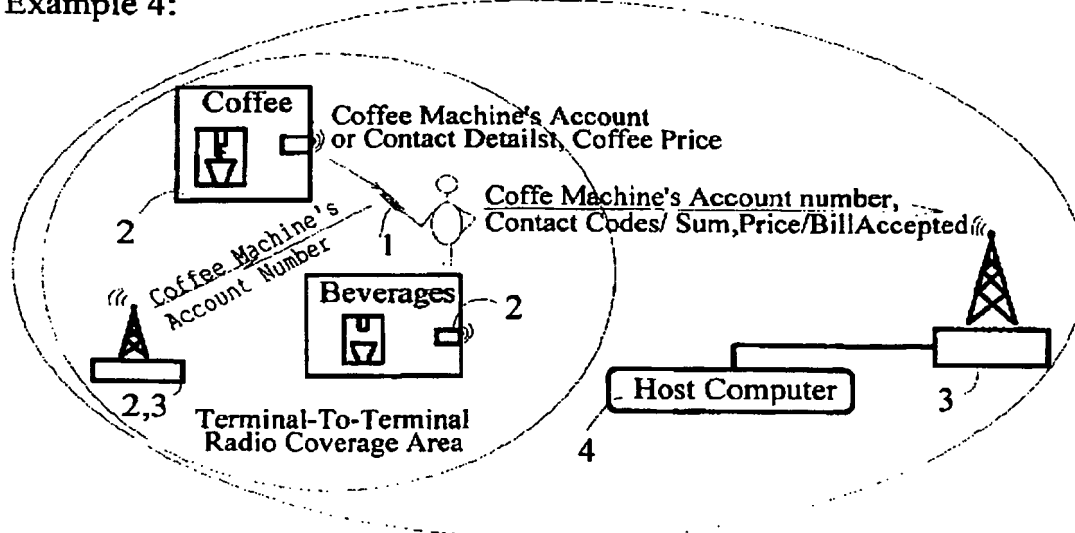 Example 4:
Coffee
Coffee Machine's Account
or Contact Detailst, Coffee Price
2
1
Coffe Machine's Account number,
Contact Codes/ Sum,Price/BillAccepted
Coffee Machine's
Account Number
Beverages
2
2,3
Terminal-To-Terminal
Radio Coverage Area
Host Computer
4
3